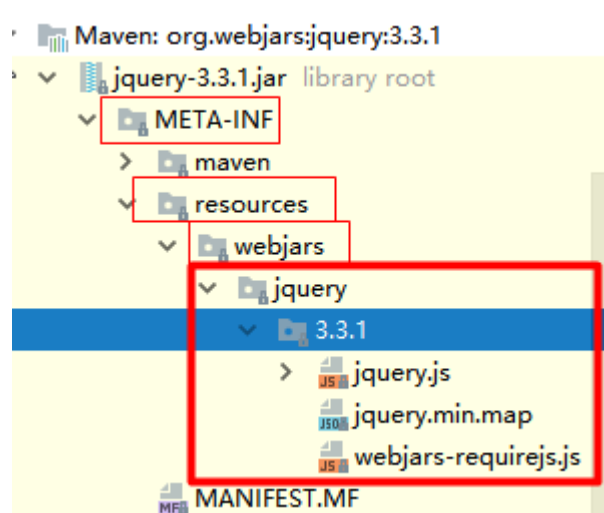 Maven: org.webjars:jquery:3.3.1
jquery-3.3.1.jar library root
META-INF
maven
resources
webjars
jquery
3.3.1
jquery.js
jquery.min.map
webjars-requirejs.js
MANIFEST.MF